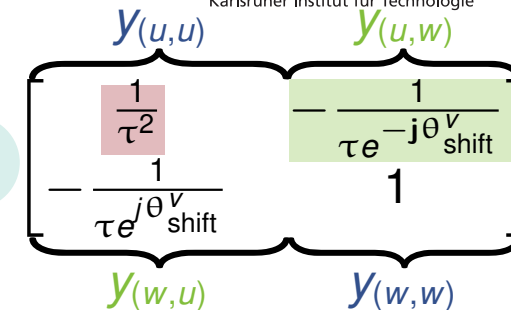 Karlsruher Institut für Technologie
y(u,u) y(u,w)
1/τ² −1/(τe^{−jθ^v_shift})
−1/(τe^{jθ^v_shift}) 1
y(w,u) y(w,w)